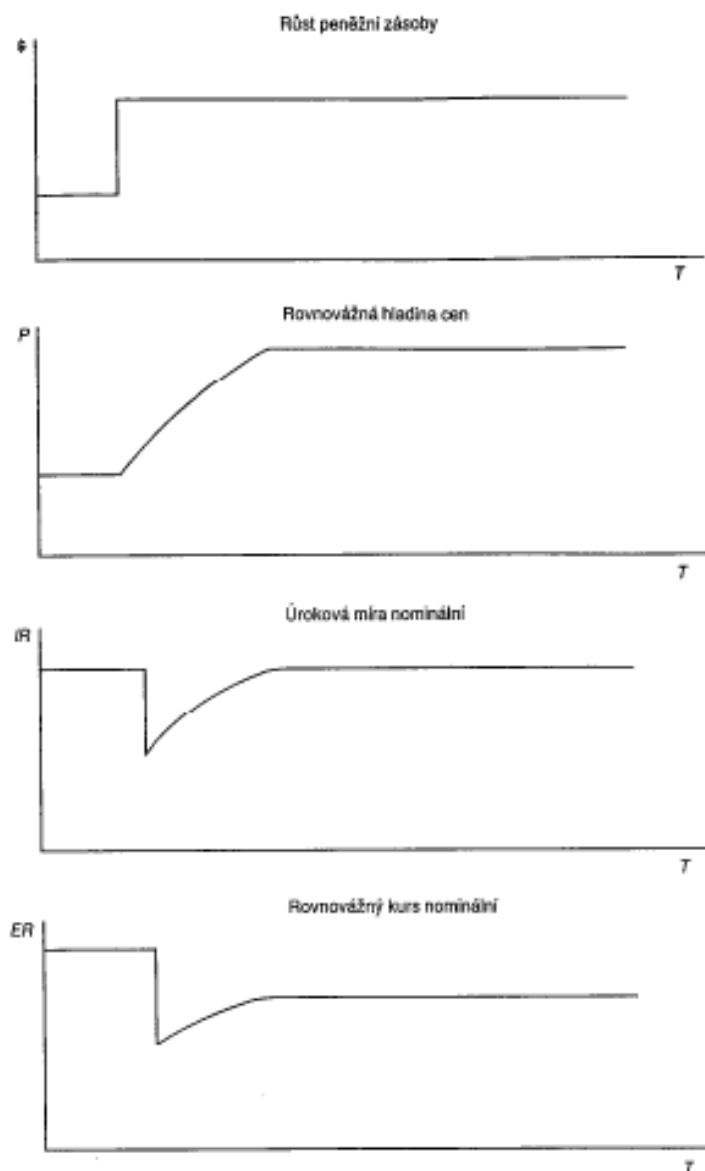 Růst peněžní zásoby
$
T
Rovnovážná hladina cen
P
T
Úroková míra nominální
IR
T
Rovnovážný kurs nominální
ER
T